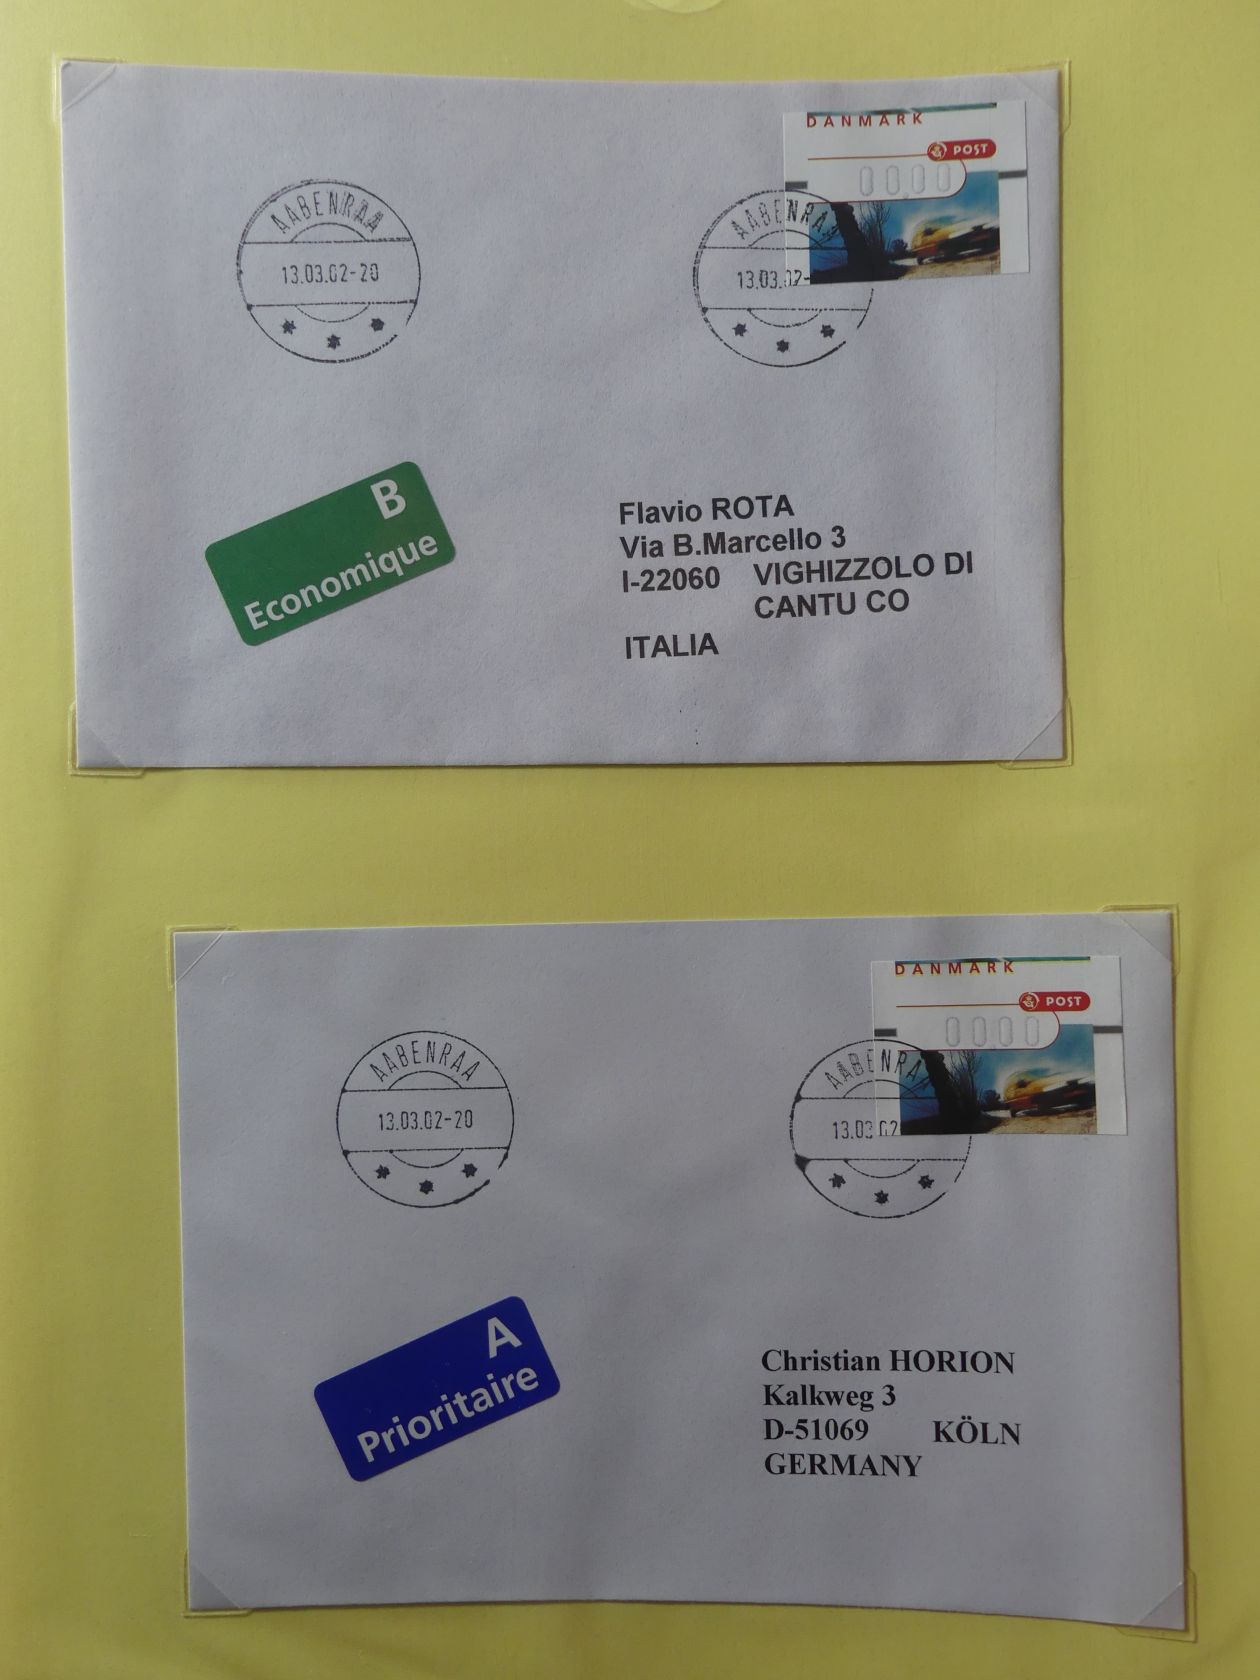 DANMARK
POST
00.00
AABENRAA
13.03.02-20
AABENRAA
13.03.02-
B
Economique
Flavio ROTA
Via B.Marcello 3
I-22060 VIGHIZZOLO DI
CANTU CO
ITALIA
DANMARK
POST
00.00
AABENRAA
13.03.02-20
AABENRAA
13.03.02
A
Prioritaire
Christian HORION
Kalkweg 3
D-51069 KÖLN
GERMANY